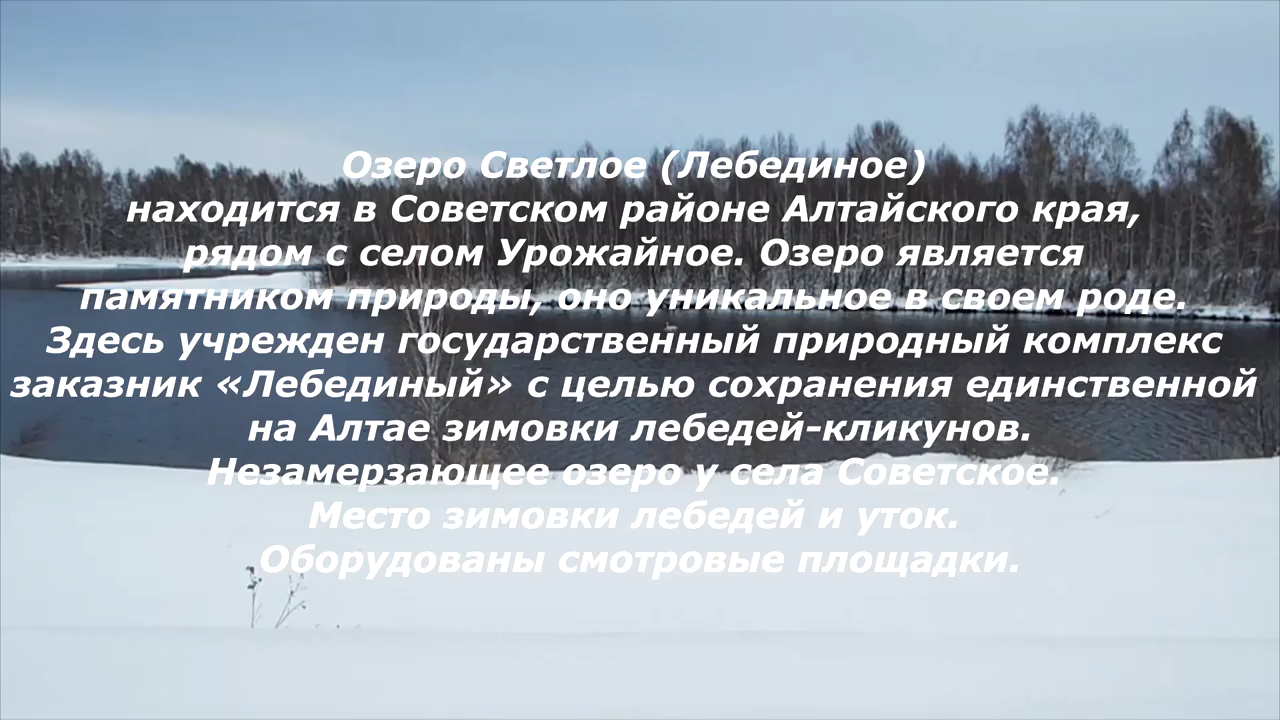 Озеро Светлое (Лебединое)
находится в Советском районе Алтайского края,
рядом с селом Урожайное. Озеро является
памятником природы, оно уникальное в своем роде.
Здесь учрежден государственный природный комплекс
заказник «Лебединый» с целью сохранения единственной
на Алтае зимовки лебедей-кликунов.
Незамерзающее озеро у села Советское.
Место зимовки лебедей и уток.
Оборудованы смотровые площадки.